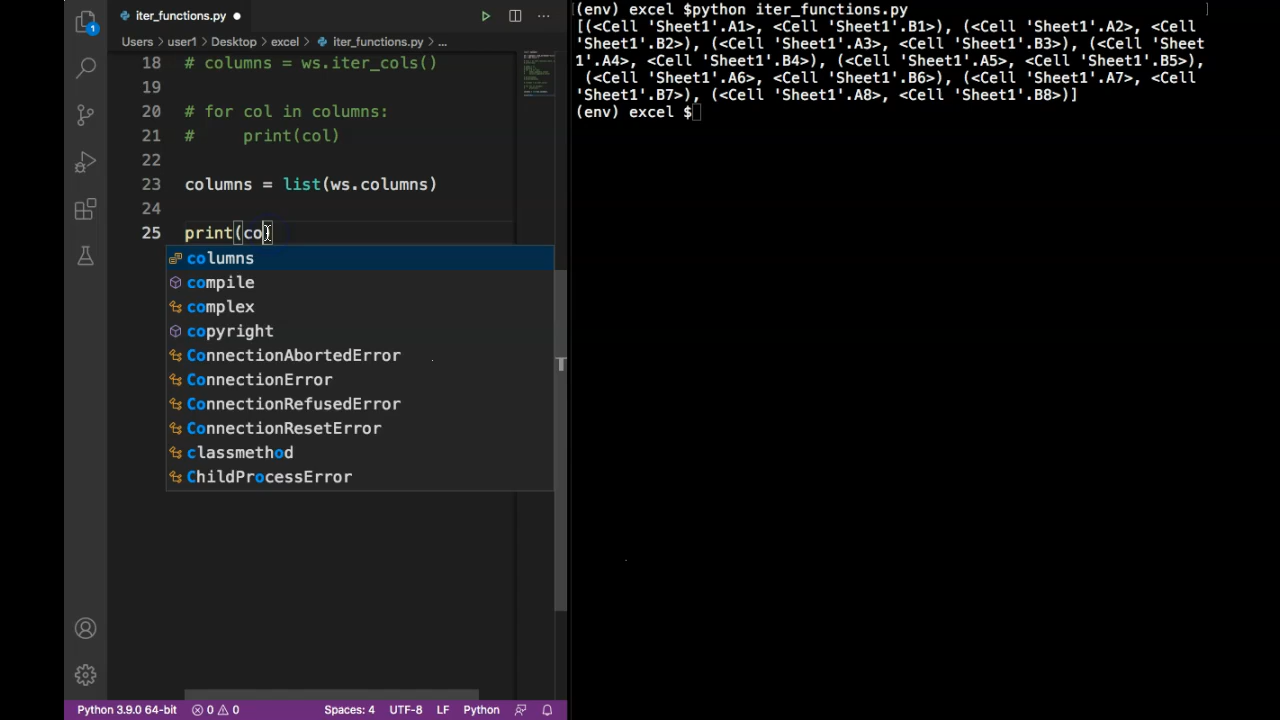 iter_functions.py
Users > user1 > Desktop > excel > iter_functions.py > ...
1
18 # columns = ws.iter_cols()
19
20 # for col in columns:
21 #     print(col)
22
23 columns = list(ws.columns)
24
25 print(co)
columns
compile
complex
copyright
ConnectionAbortedError
ConnectionError
ConnectionRefusedError
ConnectionResetError
classmethod
ChildProcessError
Python 3.9.0 64-bit 0 0 Spaces: 4 UTF-8 LF Python
(env) excel $python iter_functions.py
[(<Cell 'Sheet1'.A1>, <Cell 'Sheet1'.B1>), (<Cell 'Sheet1'.A2>, <Cell
'Sheet1'.B2>), (<Cell 'Sheet1'.A3>, <Cell 'Sheet1'.B3>), (<Cell 'Sheet
1'.A4>, <Cell 'Sheet1'.B4>), (<Cell 'Sheet1'.A5>, <Cell 'Sheet1'.B5>),
(<Cell 'Sheet1'.A6>, <Cell 'Sheet1'.B6>), (<Cell 'Sheet1'.A7>, <Cell
'Sheet1'.B7>), (<Cell 'Sheet1'.A8>, <Cell 'Sheet1'.B8>)]
(env) excel $